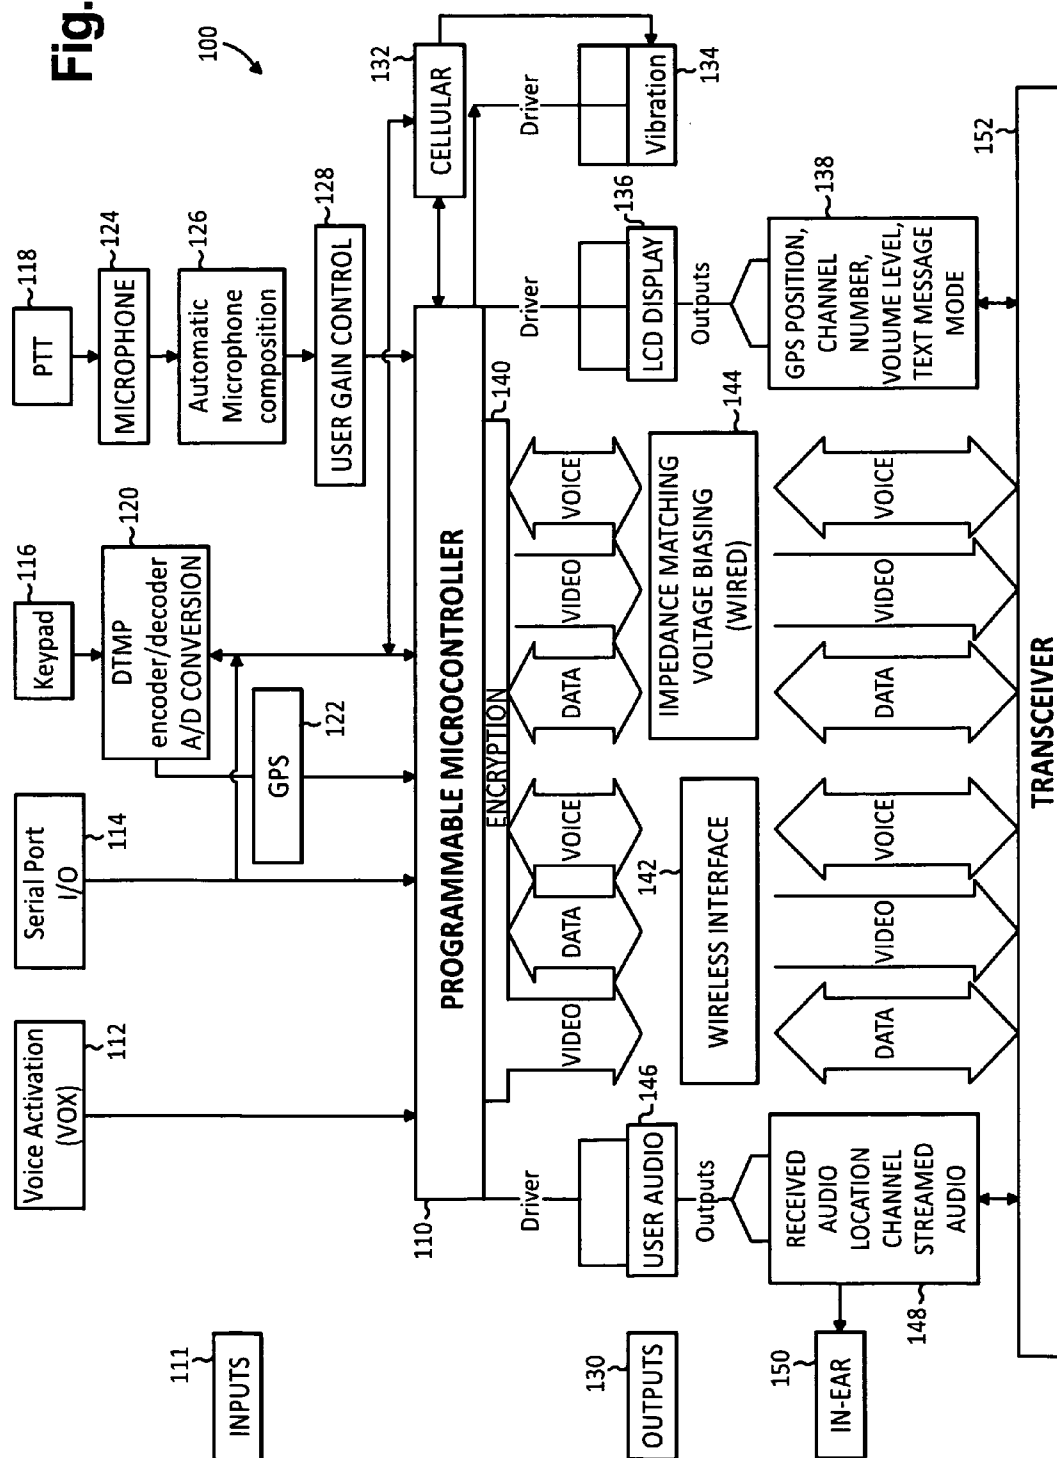 Fig.
100
INPUTS
111
Voice Activation
(VOX)
112
Serial Port
I/O
114
Keypad
116
DTMP
encoder/decoder
A/D CONVERSION
120
GPS
122
PTT
118
MICROPHONE
124
Automatic
Microphone
composition
126
USER GAIN CONTROL
128
CELLULAR
132
PROGRAMMABLE MICROCONTROLLER
110
ENCRYPTION
140
OUTPUTS
130
Driver
USER AUDIO
146
Outputs
RECEIVED
AUDIO
LOCATION
CHANNEL
STREAMED
AUDIO
148
IN-EAR
150
VIDEO
DATA
VOICE
WIRELESS INTERFACE
142
DATA
VIDEO
VOICE
DATA
VIDEO
VOICE
IMPEDANCE MATCHING
VOLTAGE BIASING
(WIRED)
144
DATA
VIDEO
VOICE
Driver
LCD DISPLAY
136
Outputs
GPS POSITION,
CHANNEL
NUMBER,
VOLUME LEVEL,
TEXT MESSAGE
MODE
138
Driver
Vibration
134
TRANSCEIVER
152